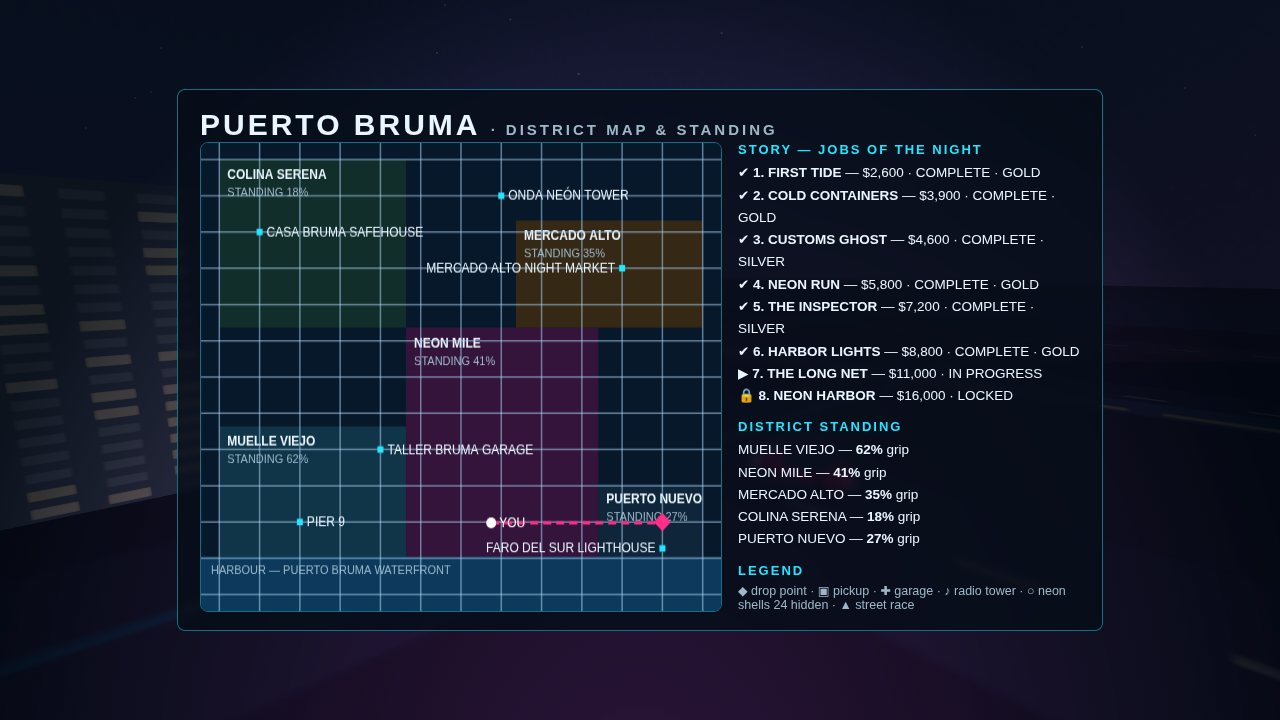 PUERTO BRUMA · DISTRICT MAP & STANDING
COLINA SERENA
STANDING 18%
ONDA NEÓN TOWER
CASA BRUMA SAFEHOUSE
MERCADO ALTO
STANDING 35%
MERCADO ALTO NIGHT MARKET
NEON MILE
STANDING 41%
MUELLE VIEJO
STANDING 62%
TALLER BRUMA GARAGE
PUERTO NUEVO
STANDING 27%
PIER 9
YOU
FARO DEL SUR LIGHTHOUSE
HARBOUR — PUERTO BRUMA WATERFRONT
STORY — JOBS OF THE NIGHT
✔ 1. FIRST TIDE — $2,600 · COMPLETE · GOLD
✔ 2. COLD CONTAINERS — $3,900 · COMPLETE ·
GOLD
✔ 3. CUSTOMS GHOST — $4,600 · COMPLETE ·
SILVER
✔ 4. NEON RUN — $5,800 · COMPLETE · GOLD
✔ 5. THE INSPECTOR — $7,200 · COMPLETE ·
SILVER
✔ 6. HARBOR LIGHTS — $8,800 · COMPLETE · GOLD
▶ 7. THE LONG NET — $11,000 · IN PROGRESS
🔒 8. NEON HARBOR — $16,000 · LOCKED
DISTRICT STANDING
MUELLE VIEJO — 62% grip
NEON MILE — 41% grip
MERCADO ALTO — 35% grip
COLINA SERENA — 18% grip
PUERTO NUEVO — 27% grip
LEGEND
◆ drop point · ▣ pickup · ✚ garage · ♪ radio tower · ○ neon
shells 24 hidden · ▲ street race